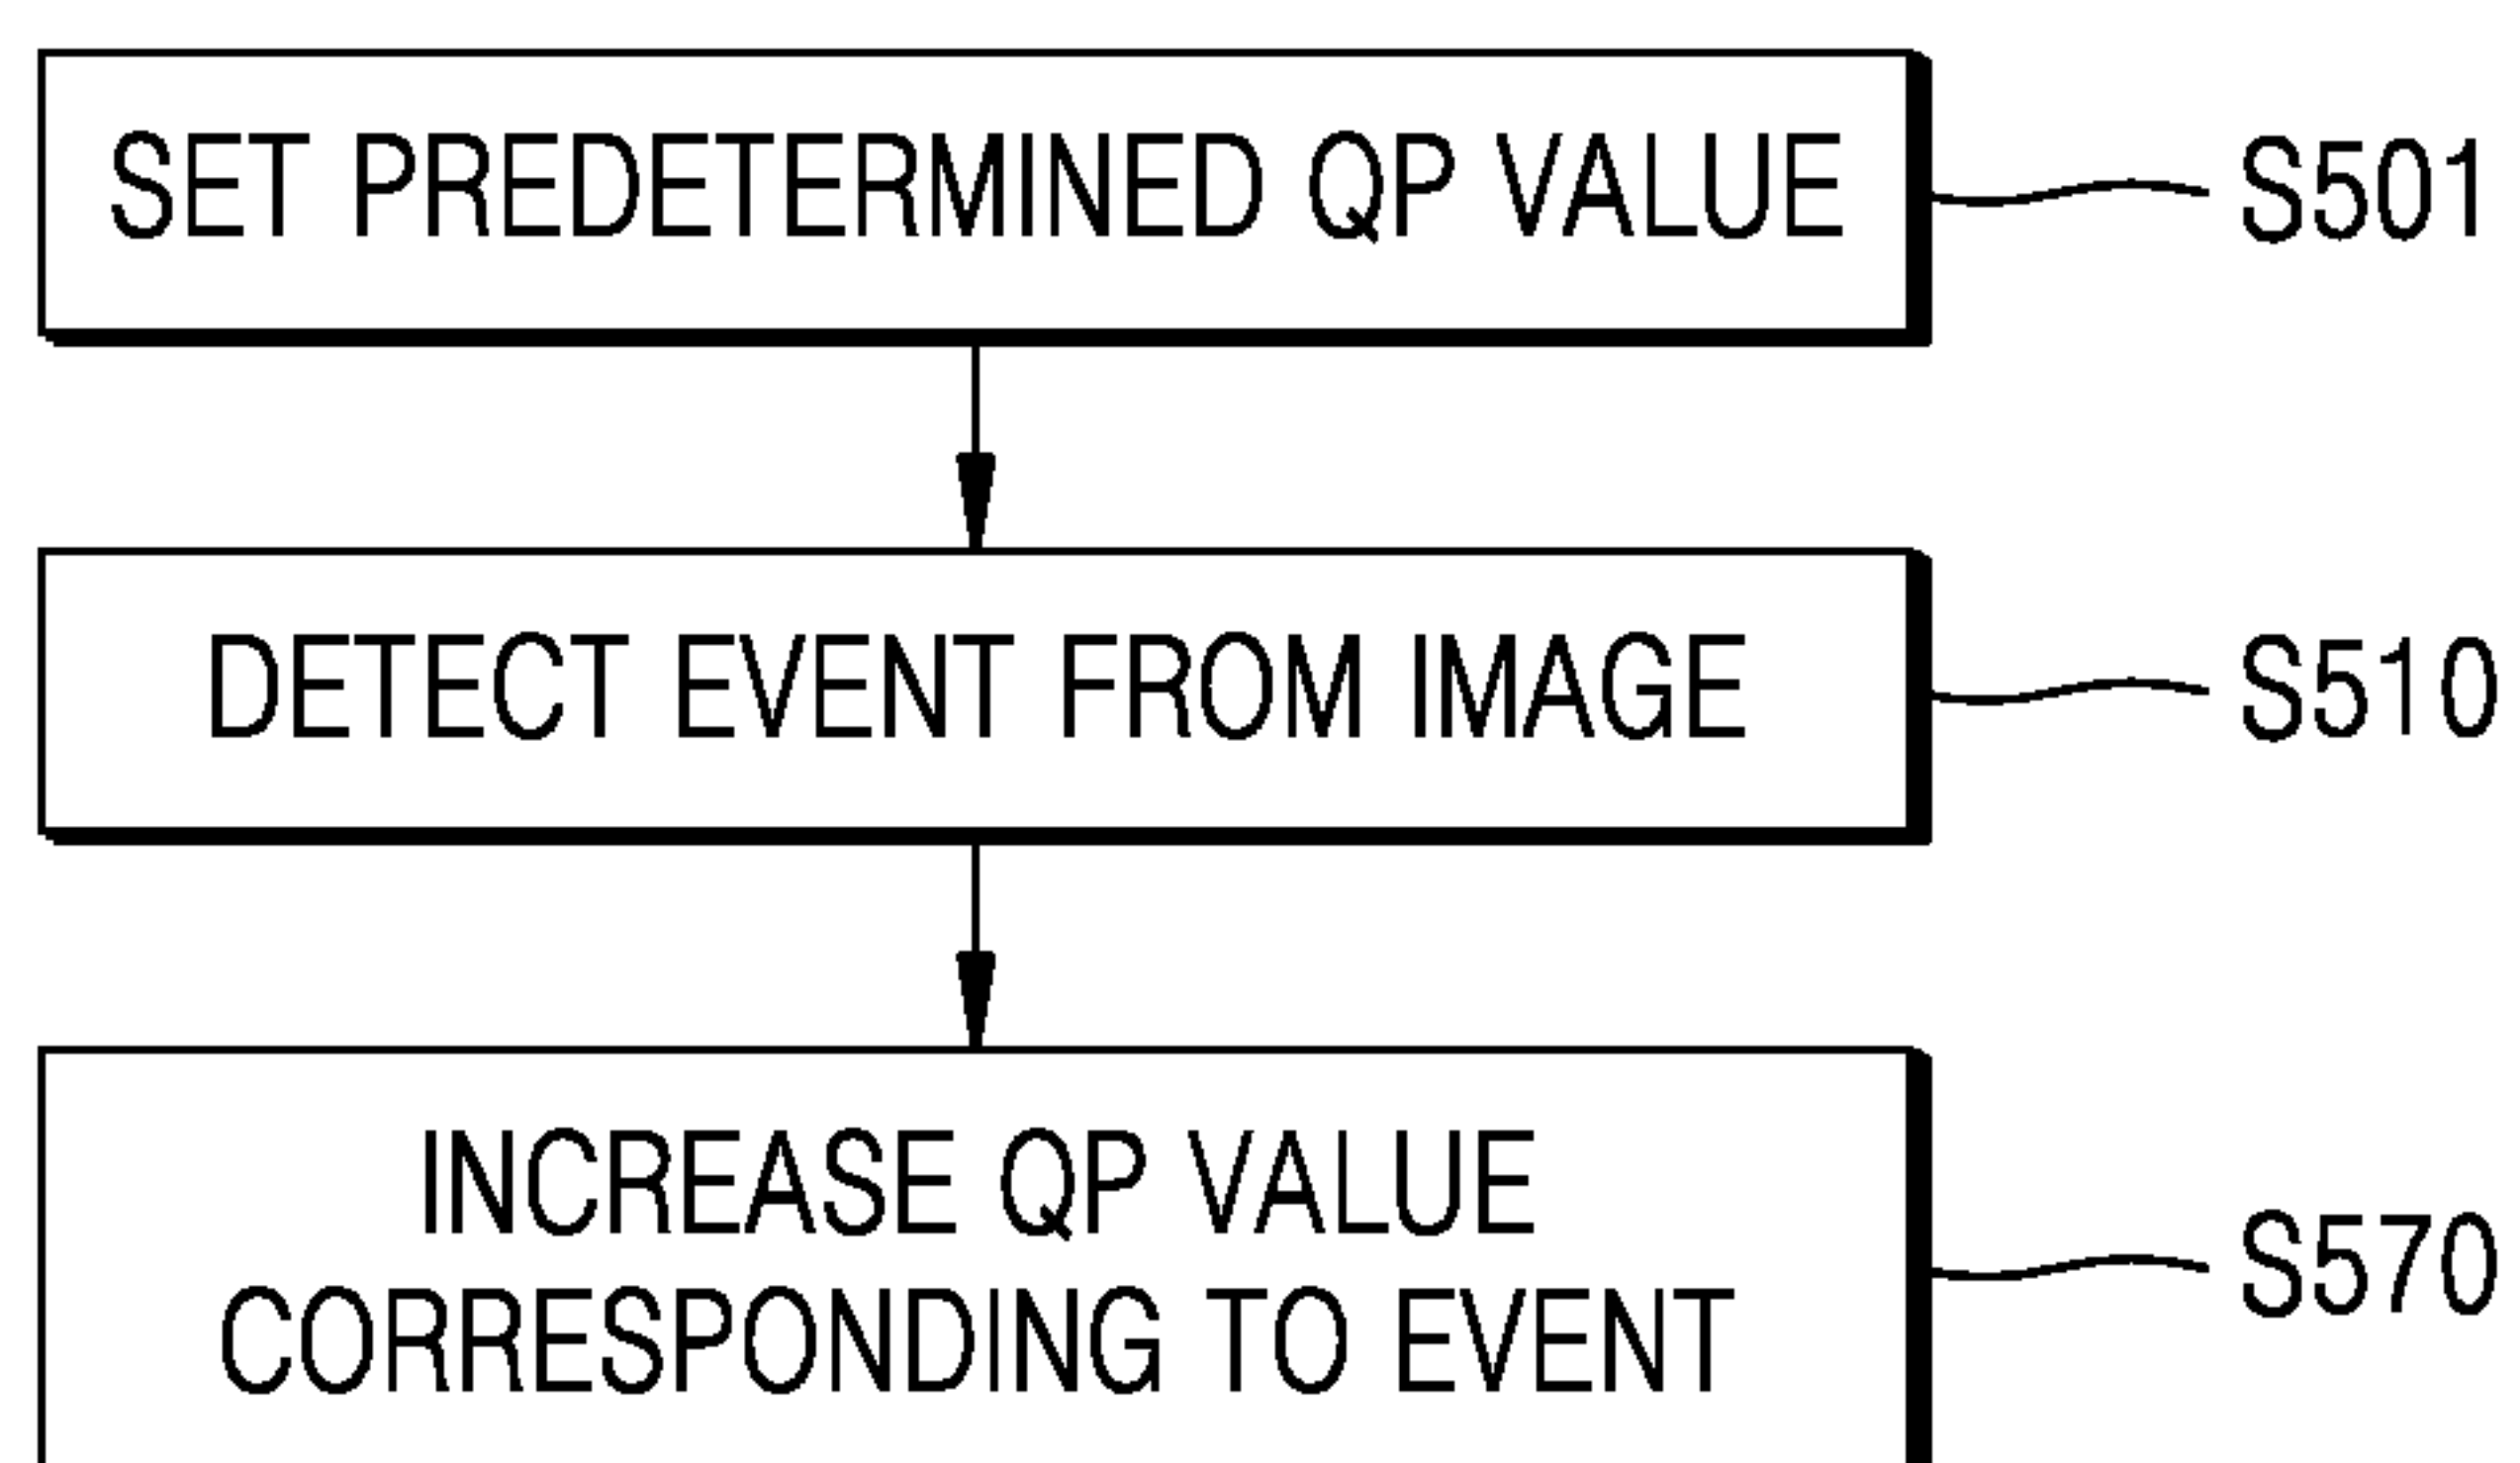 SET PREDETERMINED QP VALUE
S501
DETECT EVENT FROM IMAGE
S510
INCREASE QP VALUE
CORRESPONDING TO EVENT
S570